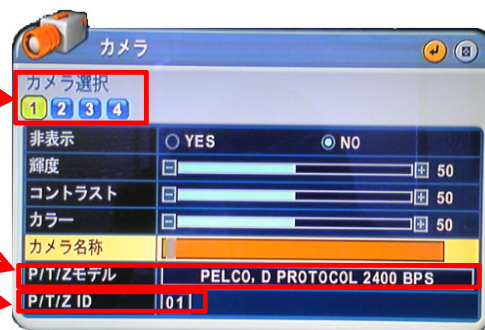 カメラ
カメラ選択
1 2 3 4
非表示 YES NO
輝度 50
コントラスト 50
カラー 50
カメラ名称
P/T/Zモデル PELCO, D PROTOCOL 2400 BPS
P/T/Z ID 01